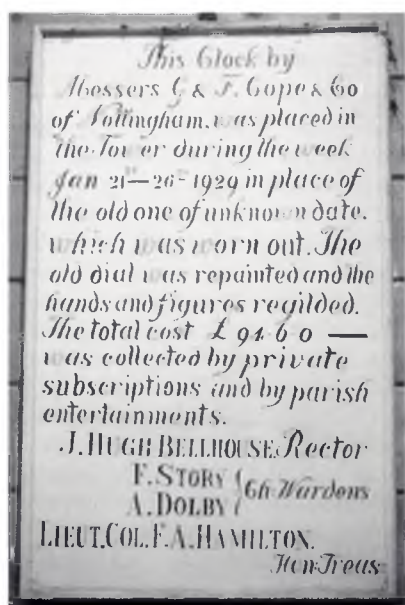 This Clock by
Messers G & F. Cope & Co
of Nottingham, was placed in
the Tower during the week
Jan 21st—26th 1929 in place of
the old one of unknown date,
which was worn out. The
old dial was repainted and the
hands and figures regilded.
The total cost £ 94. 6. 0 —
was collected by private
subscriptions and by parish
entertainments.
J. HUGH BELLHOUSE. Rector
F. STORY
A. DOLBY } Ch: Wardens
LIEUT. COL. F. A. HAMILTON.
Hon Treas